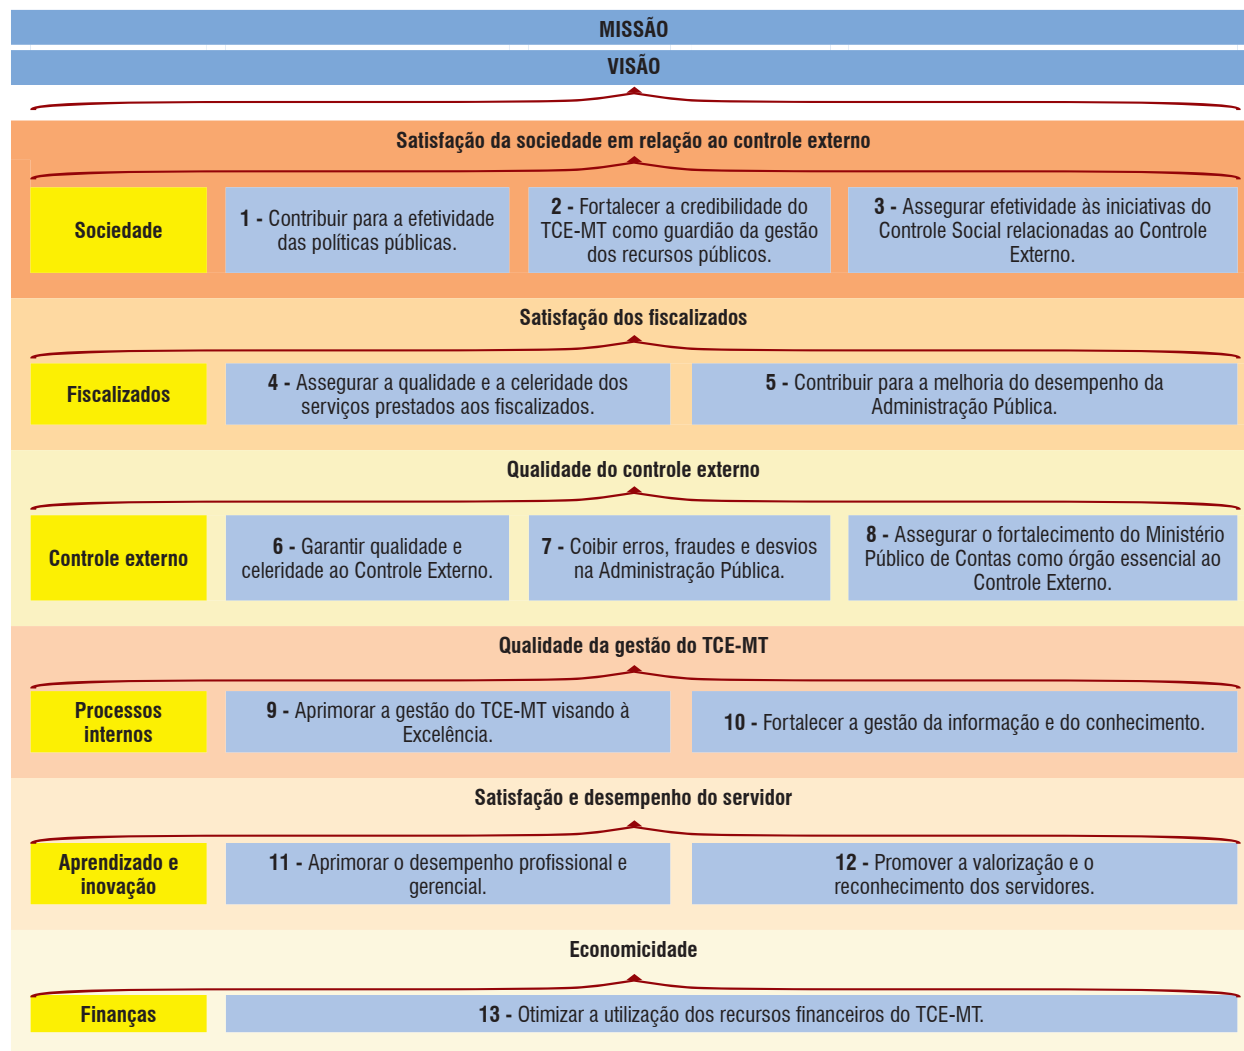 MISSÃO
VISÃO
Satisfação da sociedade em relação ao controle externo
Sociedade
1 - Contribuir para a efetividade
das políticas públicas.
2 - Fortalecer a credibilidade do
TCE-MT como guardião da gestão
dos recursos públicos.
3 - Assegurar efetividade às iniciativas do
Controle Social relacionadas ao Controle
Externo.
Satisfação dos fiscalizados
Fiscalizados
4 - Assegurar a qualidade e a celeridade dos
serviços prestados aos fiscalizados.
5 - Contribuir para a melhoria do desempenho da
Administração Pública.
Qualidade do controle externo
Controle externo
6 - Garantir qualidade e
celeridade ao Controle Externo.
7 - Coibir erros, fraudes e desvios
na Administração Pública.
8 - Assegurar o fortalecimento do Ministério
Público de Contas como órgão essencial ao
Controle Externo.
Qualidade da gestão do TCE-MT
Processos
internos
9 - Aprimorar a gestão do TCE-MT visando à
Excelência.
10 - Fortalecer a gestão da informação e do conhecimento.
Satisfação e desempenho do servidor
Aprendizado e
inovação
11 - Aprimorar o desempenho profissional e
gerencial.
12 - Promover a valorização e o
reconhecimento dos servidores.
Economicidade
Finanças
13 - Otimizar a utilização dos recursos financeiros do TCE-MT.